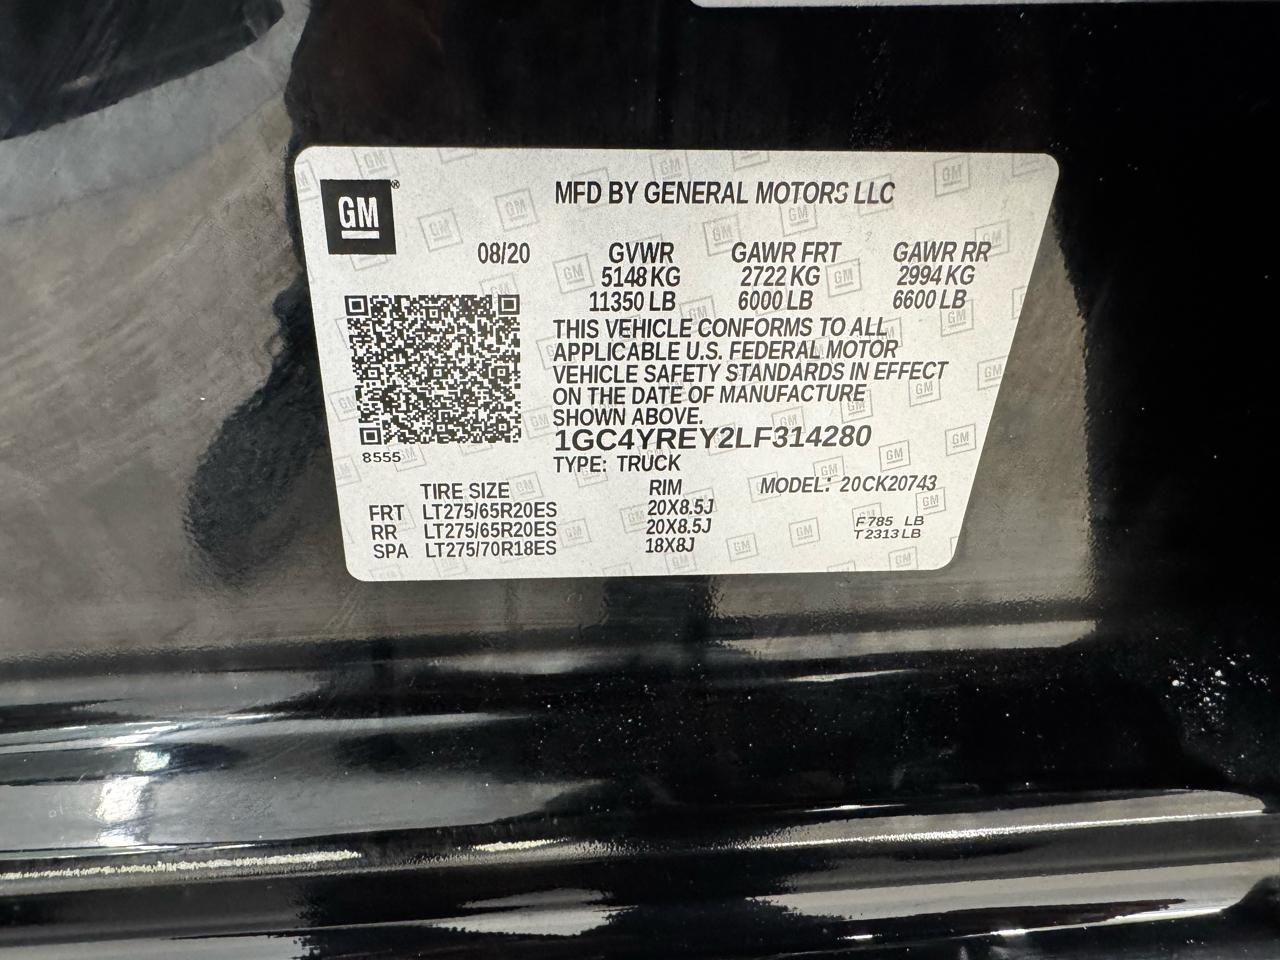 GM®
MFD BY GENERAL MOTORS LLC
08/20 GVWR GAWR FRT GAWR RR
5148 KG 2722 KG 2994 KG
11350 LB 6000 LB 6600 LB
THIS VEHICLE CONFORMS TO ALL
APPLICABLE U.S. FEDERAL MOTOR
VEHICLE SAFETY STANDARDS IN EFFECT
ON THE DATE OF MANUFACTURE
SHOWN ABOVE.
1GC4YREY2LF314280
8555
TYPE: TRUCK
TIRE SIZE RIM MODEL: 20CK20743
FRT LT275/65R20ES 20X8.5J
RR LT275/65R20ES 20X8.5J
SPA LT275/70R18ES 18X8J
F 785 LB
T 2313 LB